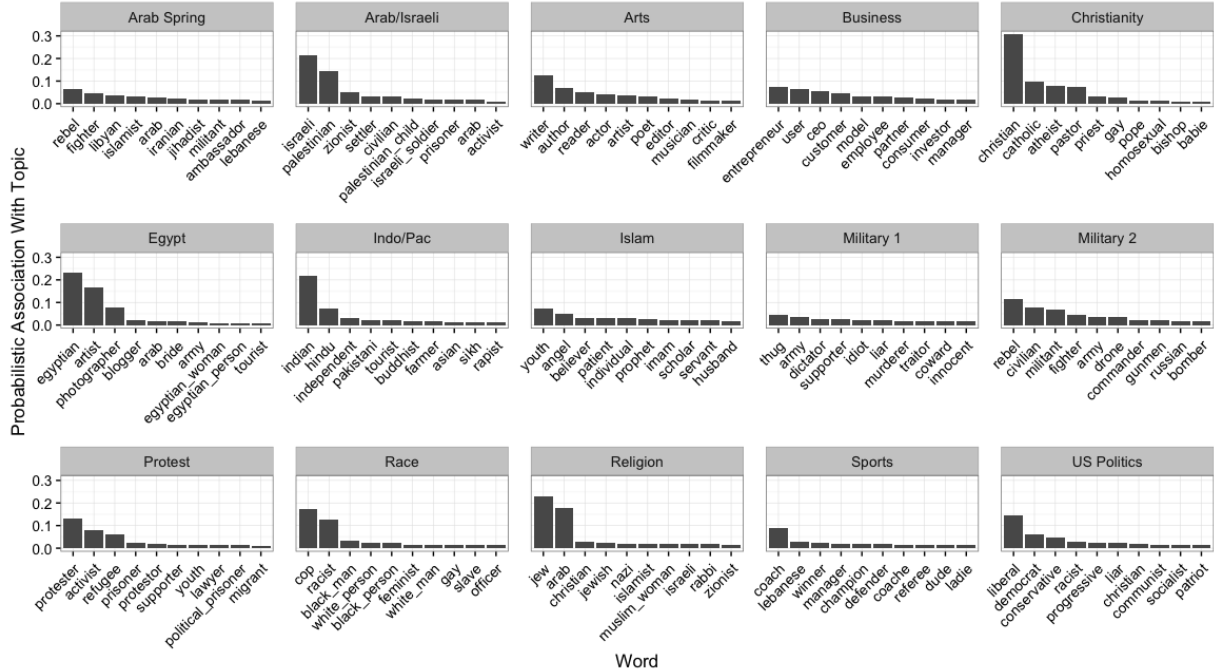 Probabilistic Association With Topic
Arab Spring Arab/Israeli Arts Business Christianity
0.3
0.2
0.1
0.0
rebel fighter libyan islamist arab iranian jihadist militant ambassador lebanese
israeli palestinian zionist settler civilian palestinian_child israeli_soldier prisoner arab activist
writer author reader actor artist poet editor musician critic filmmaker
entrepreneur user ceo customer model employee partner consumer investor manager
christian catholic atheist pastor priest gay pope homosexual bishop babie
Egypt Indo/Pac Islam Military 1 Military 2
0.3
0.2
0.1
0.0
egyptian artist photographer blogger arab bride army egyptian_woman egyptian_person tourist
indian hindu independent pakistani tourist buddhist farmer asian sikh rapist
youth angel believer patient individual prophet imam scholar servant husband
thug army dictator supporter idiot liar murderer traitor coward innocent
rebel civilian militant fighter army drone commander gunmen russian bomber
Protest Race Religion Sports US Politics
0.3
0.2
0.1
0.0
protester activist refugee prisoner protestor supporter youth lawyer political_prisoner migrant
cop racist black_man white_person black_person feminist white_man gay slave officer
jew arab christian jewish nazi islamist muslim_woman israeli rabbi zionist
coach lebanese winner manager champion defender coache referee dude ladie
liberal democrat conservative racist progressive liar christian communist socialist patriot
Word